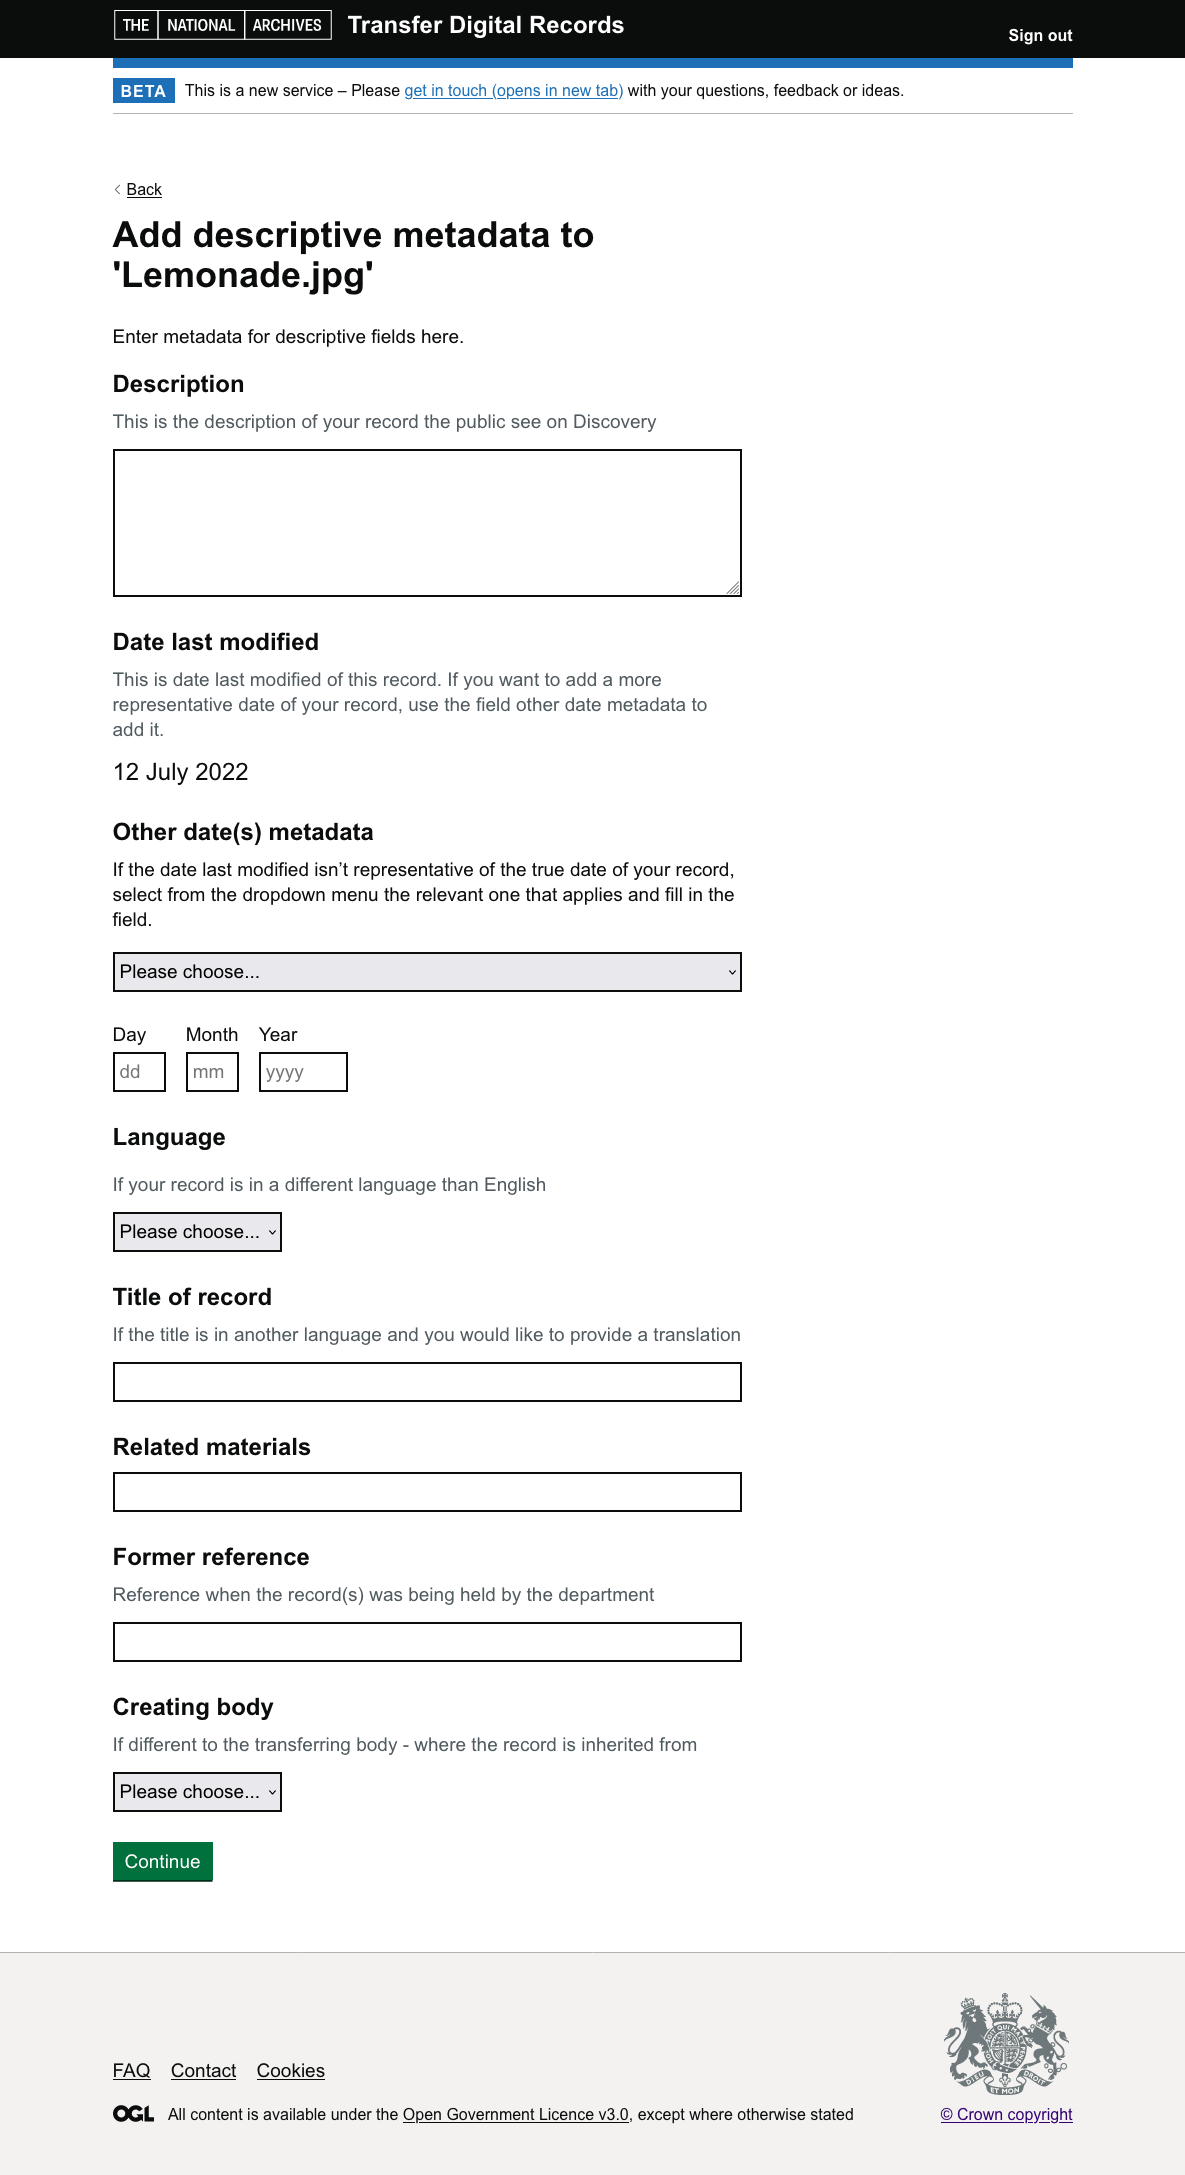 THE NATIONAL ARCHIVES Transfer Digital Records
Sign out
BETA This is a new service – Please get in touch (opens in new tab) with your questions, feedback or ideas.
Back
Add descriptive metadata to
'Lemonade.jpg'
Enter metadata for descriptive fields here.
Description
This is the description of your record the public see on Discovery
Date last modified
This is date last modified of this record. If you want to add a more
representative date of your record, use the field other date metadata to
add it.
12 July 2022
Other date(s) metadata
If the date last modified isn’t representative of the true date of your record,
select from the dropdown menu the relevant one that applies and fill in the
field.
Please choose...
Day Month Year
dd mm yyyy
Language
If your record is in a different language than English
Please choose...
Title of record
If the title is in another language and you would like to provide a translation
Related materials
Former reference
Reference when the record(s) was being held by the department
Creating body
If different to the transferring body - where the record is inherited from
Please choose...
Continue
FAQ Contact Cookies
DIEU ET MON DROIT
OGL All content is available under the Open Government Licence v3.0, except where otherwise stated
© Crown copyright